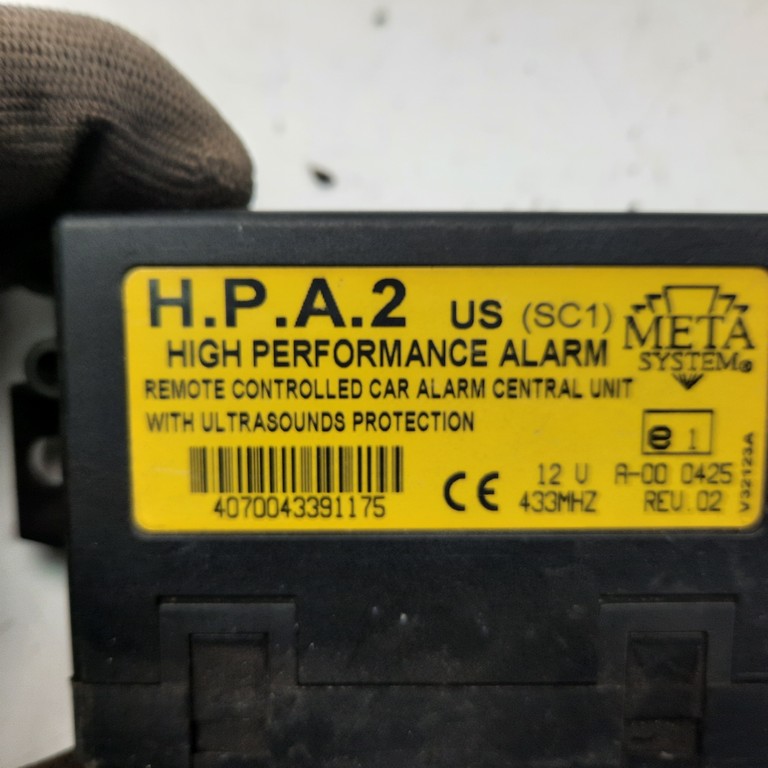 H.P.A.2 US (SC1)
META
SYSTEM®
HIGH PERFORMANCE ALARM
REMOTE CONTROLLED CAR ALARM CENTRAL UNIT
WITH ULTRASOUNDS PROTECTION
e 1
4070043391175
CE
12 V A-00 0425
433MHZ REV.02
V32123A